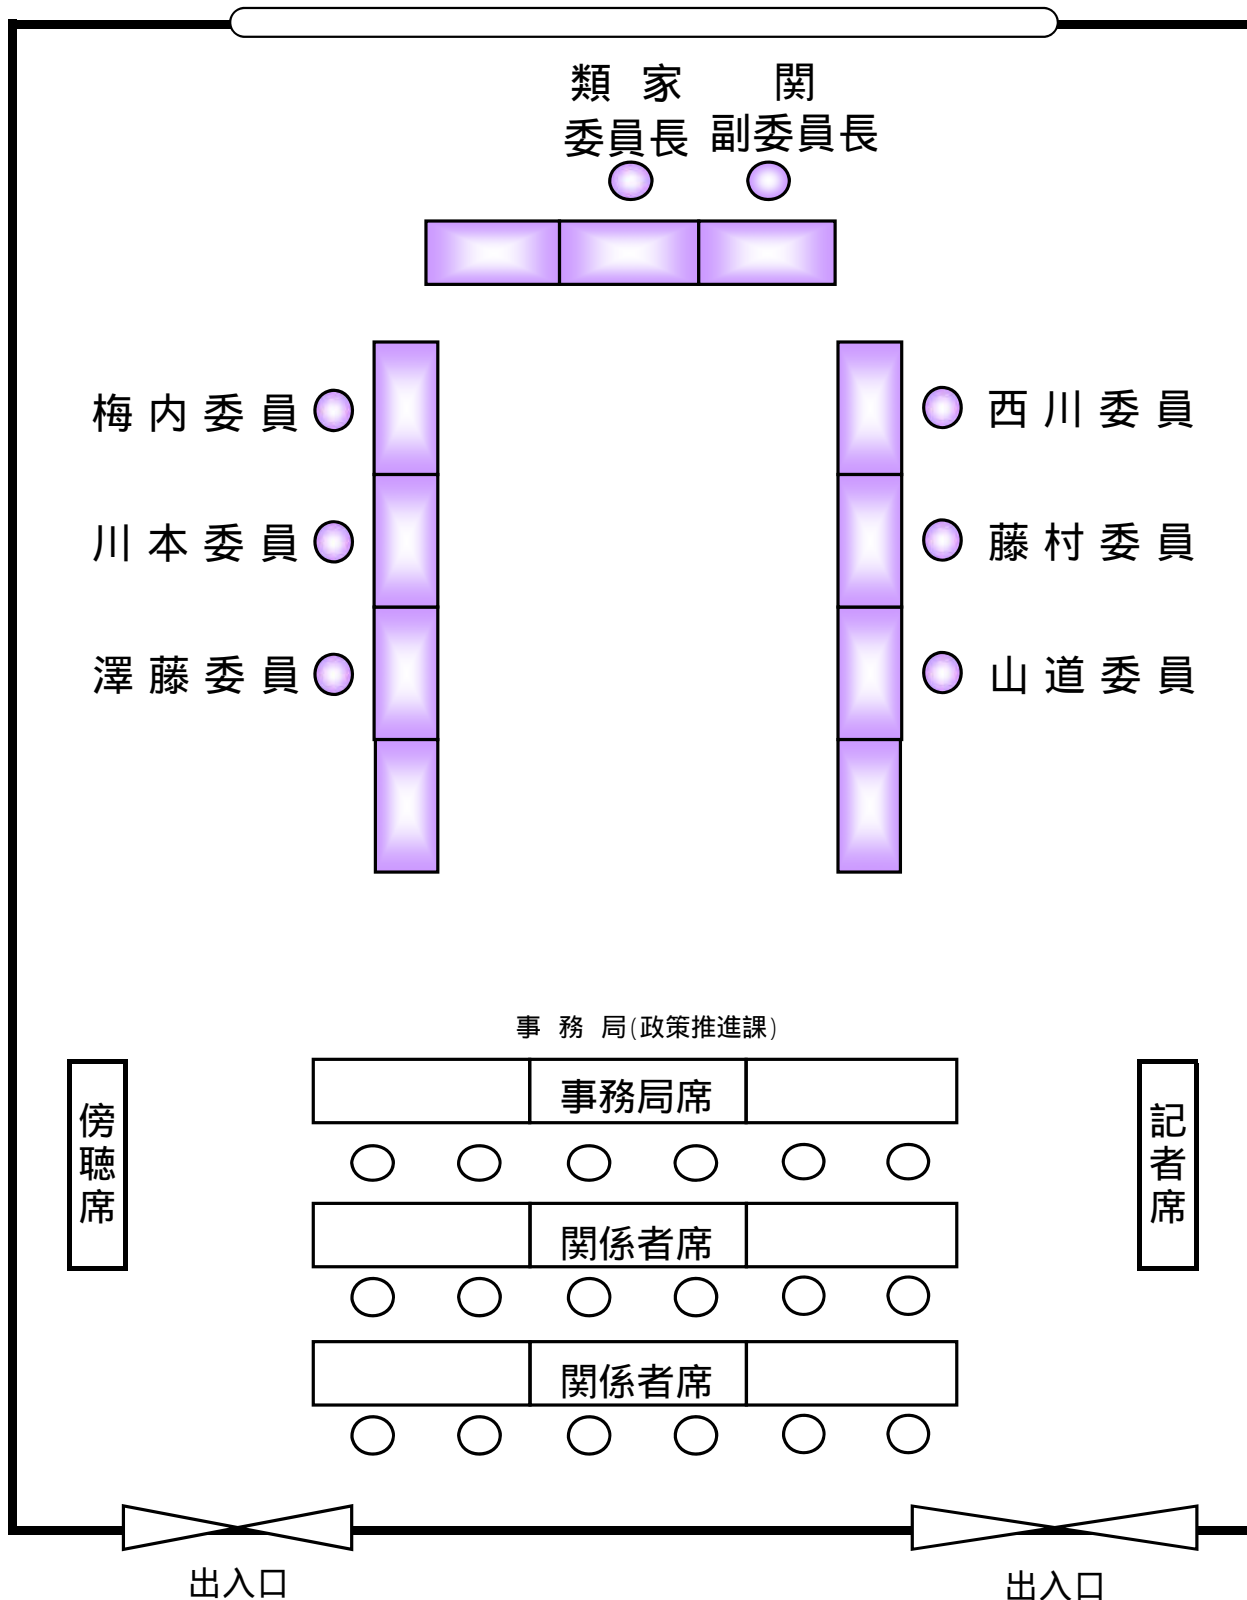 類家 関
委員長 副委員長
梅内委員 西川委員
川本委員 藤村委員
澤藤委員 山道委員
事務局(政策推進課)
事務局席
傍聴席
記者席
関係者席
関係者席
出入口 出入口